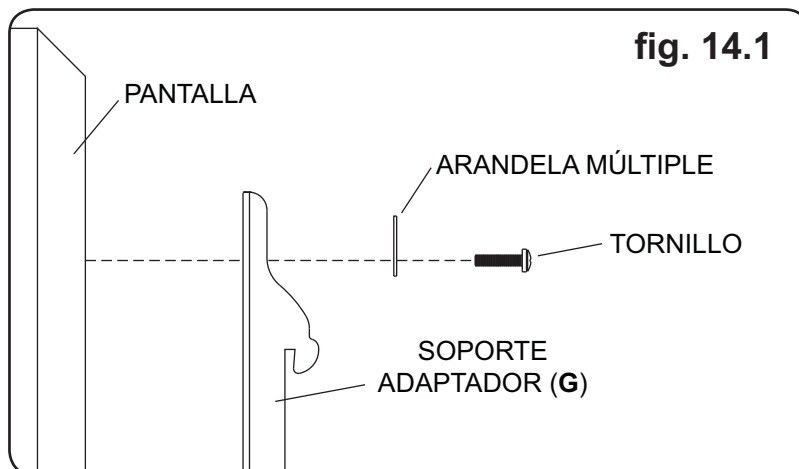 fig. 14.1
PANTALLA
ARANDELA MÚLTIPLE
TORNILLO
SOPORTE
ADAPTADOR (G)